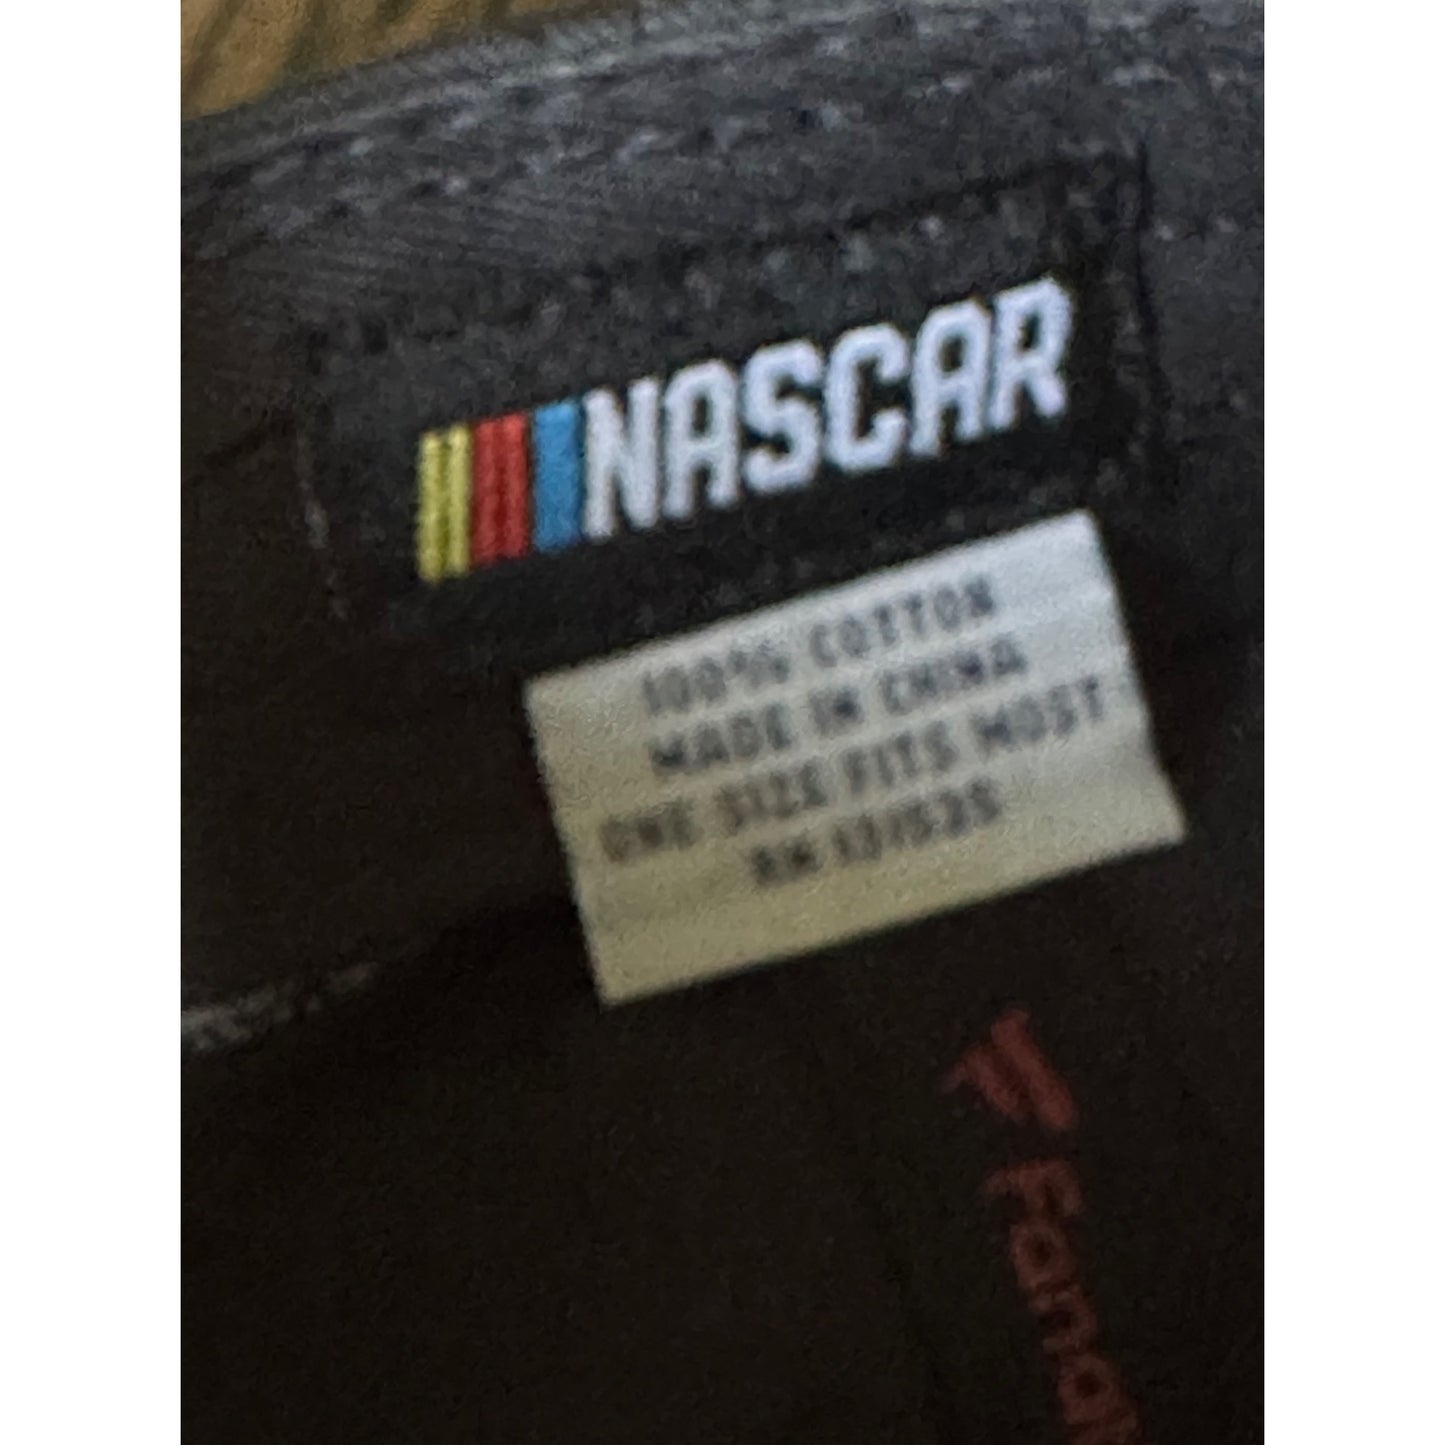 NASCAR
100% COTTON
MADE IN CHINA
ONE SIZE FITS MOST